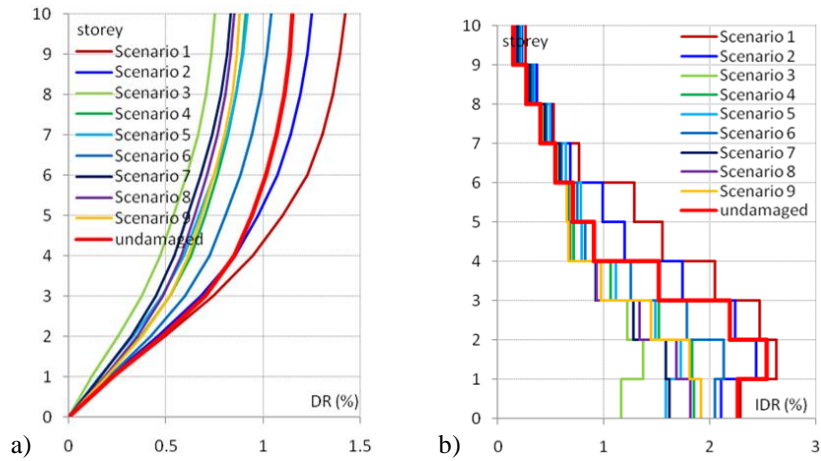 10
9
8
7
6
5
4
3
2
1
0
storey
Scenario 1
Scenario 2
Scenario 3
Scenario 4
Scenario 5
Scenario 6
Scenario 7
Scenario 8
Scenario 9
undamaged
DR (%)
0 0.5 1 1.5
a)
10
9
8
7
6
5
4
3
2
1
0
storey
Scenario 1
Scenario 2
Scenario 3
Scenario 4
Scenario 5
Scenario 6
Scenario 7
Scenario 8
Scenario 9
undamaged
IDR (%)
0 1 2 3
b)